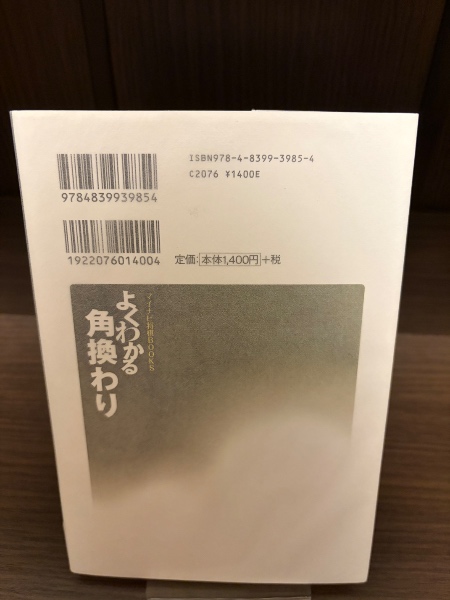 ISBN978-4-8399-3985-4
C2076 ¥1400E
9784839939854
1922076014004
定価：本体1,400円+税
マイナビ将棋BOOKS
よくわかる
角換わり